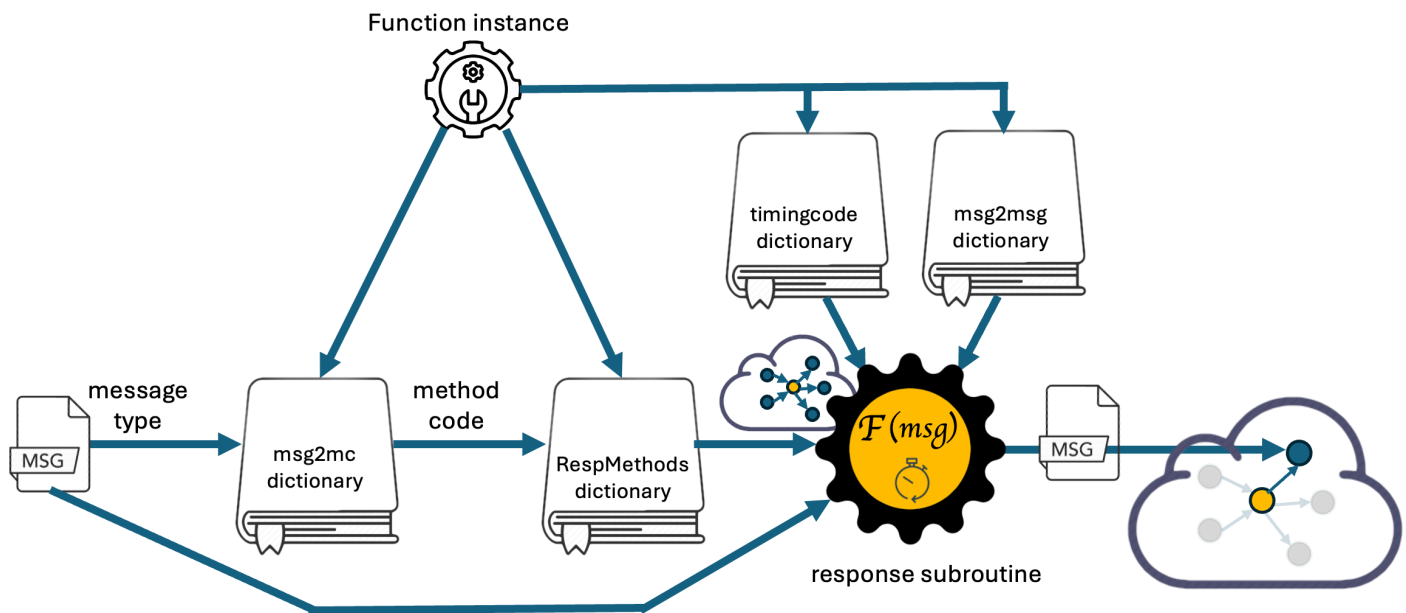 Function instance
timingcode
dictionary
msg2msg
dictionary
message
type
method
code
MSG
msg2mc
dictionary
RespMethods
dictionary
F(msg)
MSG
response subroutine